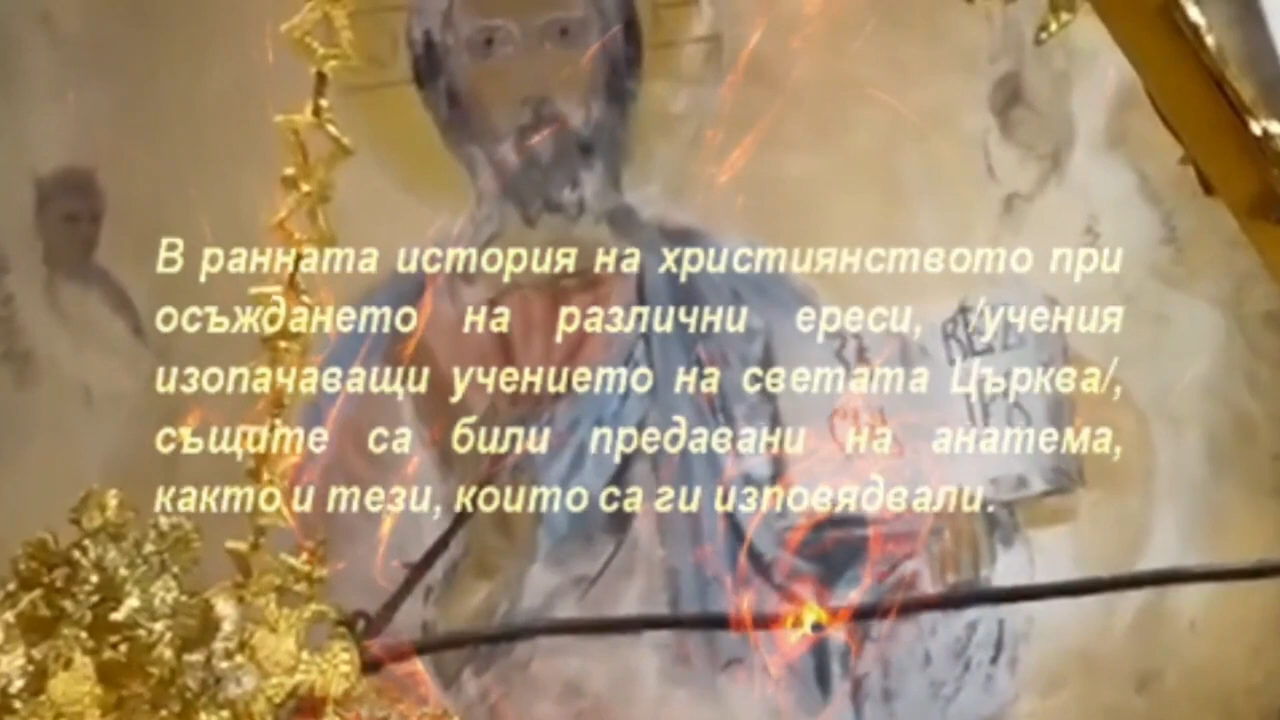 В ранната история на християнството при
осъждането на различни ереси, /учения
изопачаващи учението на светата Църква/,
същите са били предавани на анатема,
както и тези, които са ги изповядвали.